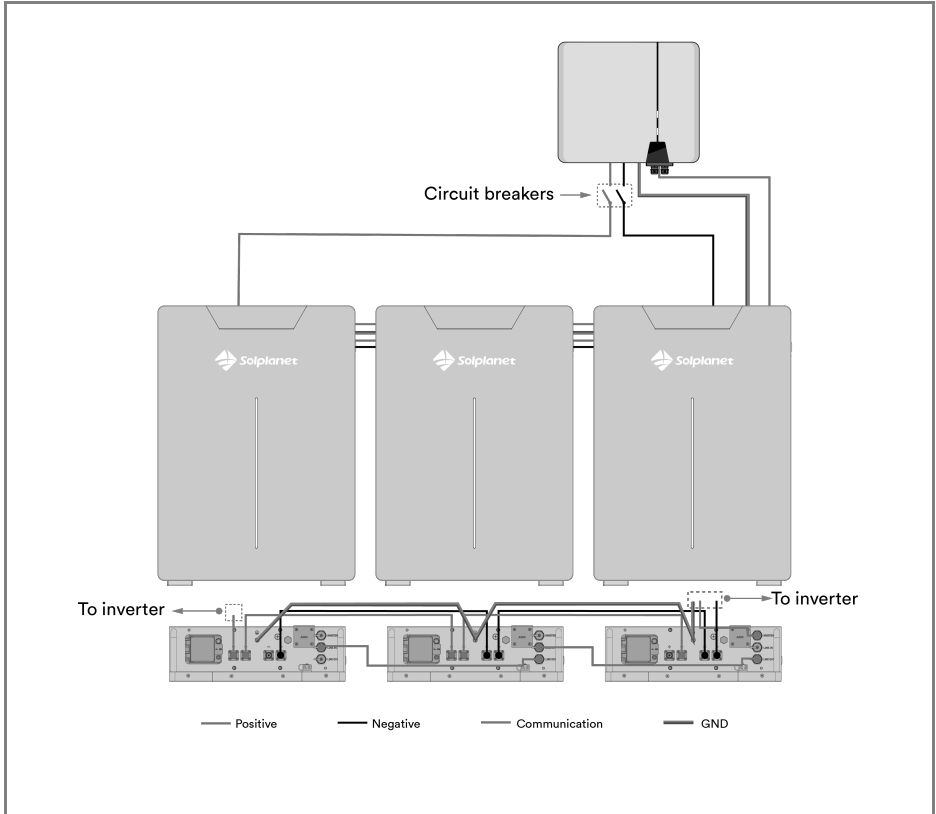 Circuit breakers
Solplanet
Solplanet
Solplanet
To inverter
To inverter
Positive
Negative
Communication
GND